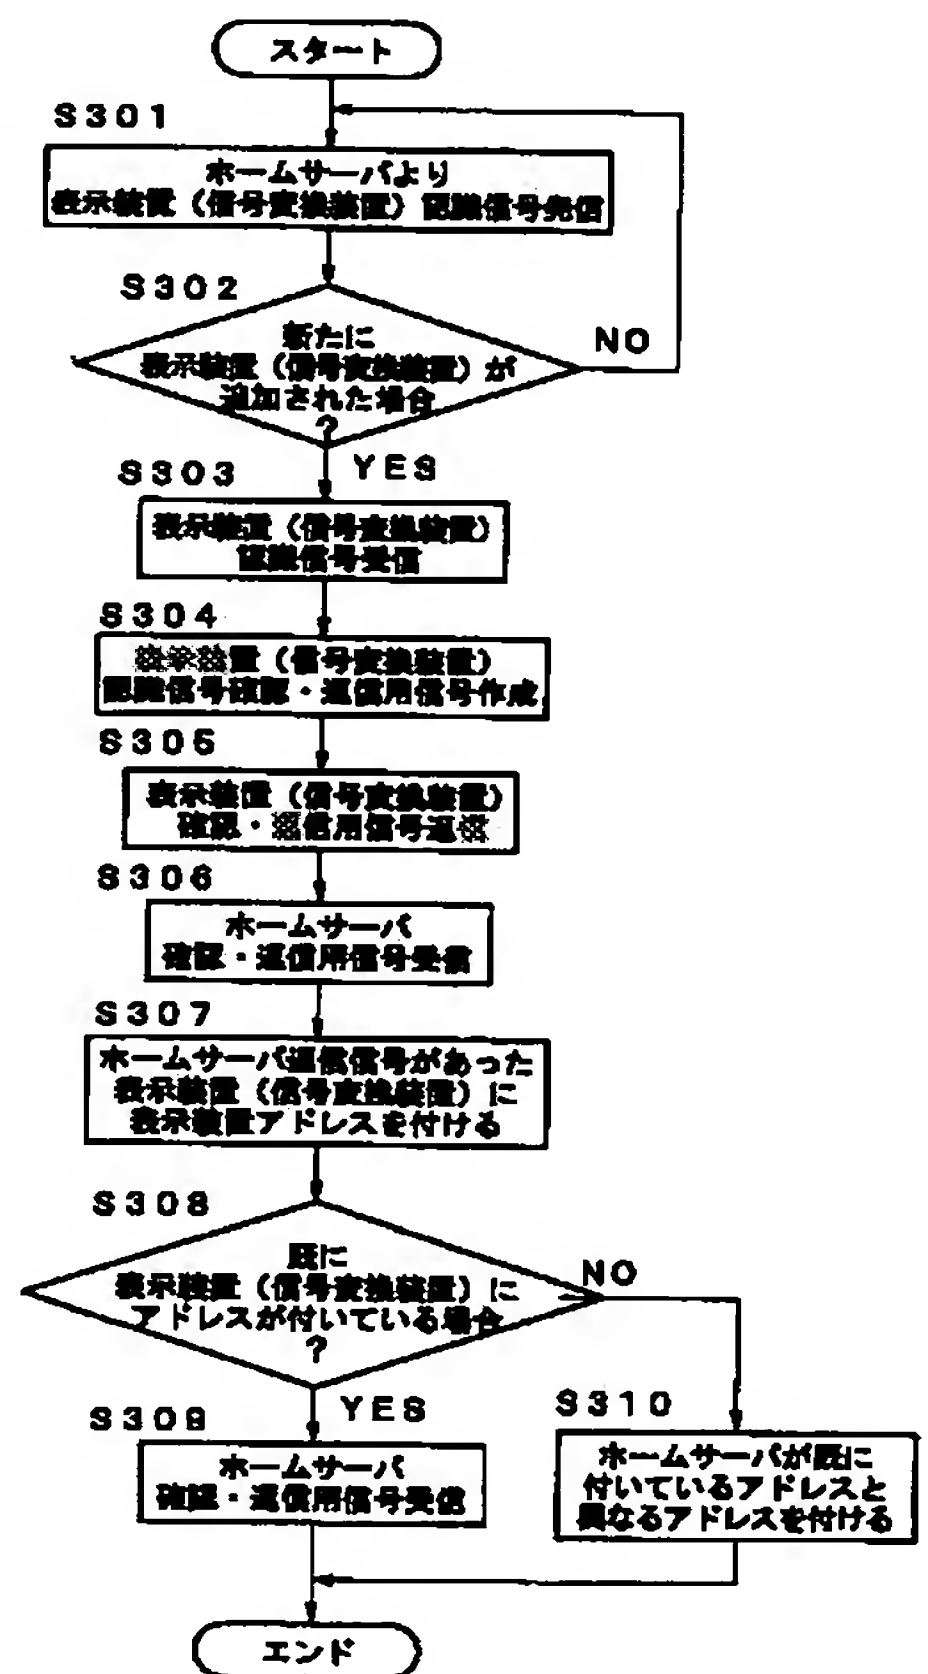 スタート
S301
ホームサーバより
表示装置(信号変換装置)認識信号発信
S302
新たに
表示装置(信号変換装置)が
追加された場合
?
NO
YES
S303
表示装置(信号変換装置)
認識信号受信
S304
置(信号変換装置)
認識信号確認・返信用信号作成
S305
表示装置(信号変換装置)
確認・信用信号返
S306
ホームサーバ
確認・返信用信号受信
S307
ホームサーバ返信信号があった
表示装置(信号変換装置)に
表示装置アドレスを付ける
S308
既に
表示装置(信号変換装置)に
アドレスが付いている場合
?
NO
YES
S309
ホームサーバ
確認・返信用信号受信
S310
ホームサーバが既に
付いているアドレスと
異なるアドレスを付ける
エンド